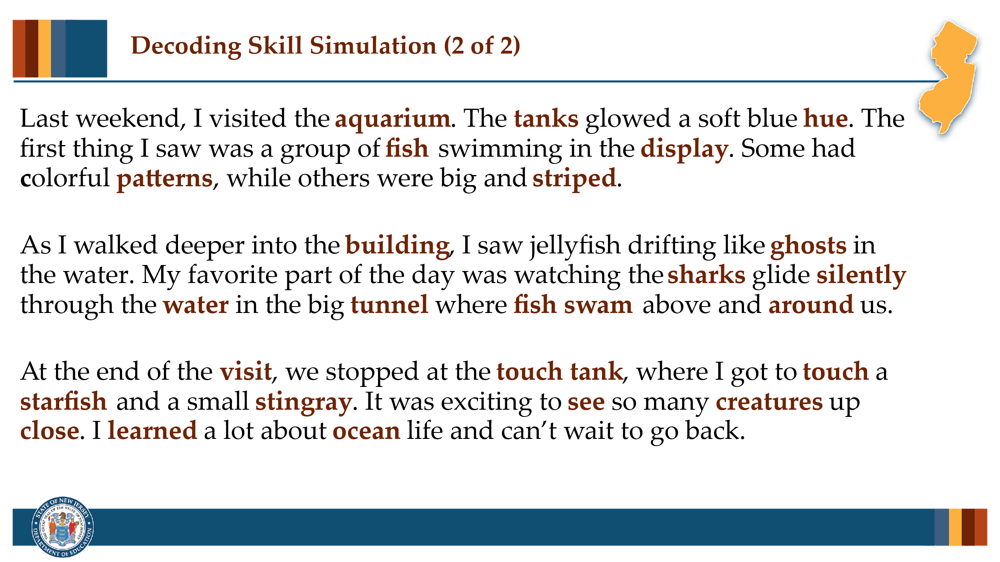 Decoding Skill Simulation (2 of 2)
Last weekend, I visited the aquarium. The tanks glowed a soft blue hue. The
first thing I saw was a group of fish swimming in the display. Some had
colorful patterns, while others were big and striped.
As I walked deeper into the building, I saw jellyfish drifting like ghosts in
the water. My favorite part of the day was watching the sharks glide silently
through the water in the big tunnel where fish swam above and around us.
At the end of the visit, we stopped at the touch tank, where I got to touch a
starfish and a small stingray. It was exciting to see so many creatures up
close. I learned a lot about ocean life and can’t wait to go back.
STATE OF NEW JERSEY
THE GREAT SEAL OF THE STATE OF NEW JERSEY
DEPARTMENT OF EDUCATION